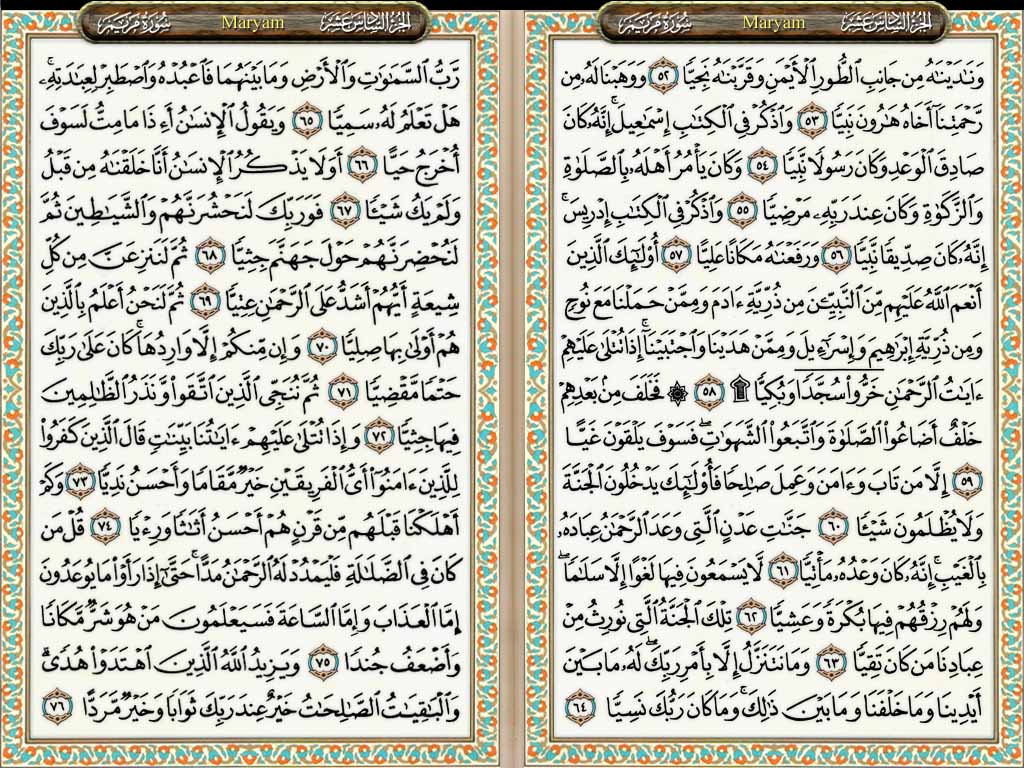 سورة مريم Maryam الجزء السادس عشر
وَنَٰدَيْنَٰهُ مِن جَانِبِ ٱلطُّورِ ٱلْأَيْمَنِ وَقَرَّبْنَٰهُ نَجِيًّا ٥٢ وَوَهَبْنَا لَهُۥ مِن
رَّحْمَتِنَآ أَخَاهُ هَٰرُونَ نَبِيًّا ٥٣ وَٱذْكُرْ فِى ٱلْكِتَٰبِ إِسْمَٰعِيلَ ۚ إِنَّهُۥ كَانَ
صَادِقَ ٱلْوَعْدِ وَكَانَ رَسُولًا نَّبِيًّا ٥٤ وَكَانَ يَأْمُرُ أَهْلَهُۥ بِٱلصَّلَوٰةِ
وَٱلزَّكَوٰةِ وَكَانَ عِندَ رَبِّهِۦ مَرْضِيًّا ٥٥ وَٱذْكُرْ فِى ٱلْكِتَٰبِ إِدْرِيسَ ۚ
إِنَّهُۥ كَانَ صِدِّيقًا نَّبِيًّا ٥٦ وَرَفَعْنَٰهُ مَكَانًا عَلِيًّا ٥٧ أُو۟لَٰٓئِكَ ٱلَّذِينَ
أَنْعَمَ ٱللَّهُ عَلَيْهِم مِّنَ ٱلنَّبِيِّۦنَ مِن ذُرِّيَّةِ ءَادَمَ وَمِمَّنْ حَمَلْنَا مَعَ نُوحٍ
وَمِن ذُرِّيَّةِ إِبْرَٰهِيمَ وَإِسْرَٰٓءِيلَ وَمِمَّنْ هَدَيْنَا وَٱجْتَبَيْنَآ ۚ إِذَا تُتْلَىٰ عَلَيْهِمْ
ءَايَٰتُ ٱلرَّحْمَٰنِ خَرُّوا۟ سُجَّدًا وَبُكِيًّا ۩ ٥٨ ۞ فَخَلَفَ مِنۢ بَعْدِهِمْ
خَلْفٌ أَضَاعُوا۟ ٱلصَّلَوٰةَ وَٱتَّبَعُوا۟ ٱلشَّهَوَٰتِ ۖ فَسَوْفَ يَلْقَوْنَ غَيًّا
٥٩ إِلَّا مَن تَابَ وَءَامَنَ وَعَمِلَ صَٰلِحًا فَأُو۟لَٰٓئِكَ يَدْخُلُونَ ٱلْجَنَّةَ
وَلَا يُظْلَمُونَ شَيْـًٔا ٦٠ جَنَّٰتِ عَدْنٍ ٱلَّتِى وَعَدَ ٱلرَّحْمَٰنُ عِبَادَهُۥ
بِٱلْغَيْبِ ۚ إِنَّهُۥ كَانَ وَعْدُهُۥ مَأْتِيًّا ٦١ لَّا يَسْمَعُونَ فِيهَا لَغْوًا إِلَّا سَلَٰمًا ۖ
وَلَهُمْ رِزْقُهُمْ فِيهَا بُكْرَةً وَعَشِيًّا ٦٢ تِلْكَ ٱلْجَنَّةُ ٱلَّتِى نُورِثُ مِنْ
عِبَادِنَا مَن كَانَ تَقِيًّا ٦٣ وَمَا نَتَنَزَّلُ إِلَّا بِأَمْرِ رَبِّكَ ۖ لَهُۥ مَا بَيْنَ
أَيْدِينَا وَمَا خَلْفَنَا وَمَا بَيْنَ ذَٰلِكَ ۚ وَمَا كَانَ رَبُّكَ نَسِيًّا ٦٤
سورة مريم Maryam الجزء السادس عشر
رَّبُّ ٱلسَّمَٰوَٰتِ وَٱلْأَرْضِ وَمَا بَيْنَهُمَا فَٱعْبُدْهُ وَٱصْطَبِرْ لِعِبَٰدَتِهِۦ ۚ
هَلْ تَعْلَمُ لَهُۥ سَمِيًّا ٦٥ وَيَقُولُ ٱلْإِنسَٰنُ أَءِذَا مَا مِتُّ لَسَوْفَ
أُخْرَجُ حَيًّا ٦٦ أَوَلَا يَذْكُرُ ٱلْإِنسَٰنُ أَنَّا خَلَقْنَٰهُ مِن قَبْلُ
وَلَمْ يَكُ شَيْـًٔا ٦٧ فَوَرَبِّكَ لَنَحْشُرَنَّهُمْ وَٱلشَّيَٰطِينَ ثُمَّ
لَنُحْضِرَنَّهُمْ حَوْلَ جَهَنَّمَ جِثِيًّا ٦٨ ثُمَّ لَنَنزِعَنَّ مِن كُلِّ
شِيعَةٍ أَيُّهُمْ أَشَدُّ عَلَى ٱلرَّحْمَٰنِ عِتِيًّا ٦٩ ثُمَّ لَنَحْنُ أَعْلَمُ بِٱلَّذِينَ
هُمْ أَوْلَىٰ بِهَا صِلِيًّا ٧٠ وَإِن مِّنكُمْ إِلَّا وَارِدُهَا ۚ كَانَ عَلَىٰ رَبِّكَ
حَتْمًا مَّقْضِيًّا ٧١ ثُمَّ نُنَجِّى ٱلَّذِينَ ٱتَّقَوا۟ وَّنَذَرُ ٱلظَّٰلِمِينَ
فِيهَا جِثِيًّا ٧٢ وَإِذَا تُتْلَىٰ عَلَيْهِمْ ءَايَٰتُنَا بَيِّنَٰتٍ قَالَ ٱلَّذِينَ كَفَرُوا۟
لِلَّذِينَ ءَامَنُوٓا۟ أَىُّ ٱلْفَرِيقَيْنِ خَيْرٌ مَّقَامًا وَأَحْسَنُ نَدِيًّا ٧٣ وَكَمْ
أَهْلَكْنَا قَبْلَهُم مِّن قَرْنٍ هُمْ أَحْسَنُ أَثَٰثًا وَرِءْيًا ٧٤ قُلْ مَن
كَانَ فِى ٱلضَّلَٰلَةِ فَلْيَمْدُدْ لَهُ ٱلرَّحْمَٰنُ مَدًّا ۚ حَتَّىٰٓ إِذَا رَأَوْا۟ مَا يُوعَدُونَ
إِمَّا ٱلْعَذَابَ وَإِمَّا ٱلسَّاعَةَ فَسَيَعْلَمُونَ مَنْ هُوَ شَرٌّ مَّكَانًا
وَأَضْعَفُ جُندًا ٧٥ وَيَزِيدُ ٱللَّهُ ٱلَّذِينَ ٱهْتَدَوْا۟ هُدًى ۗ
وَٱلْبَٰقِيَٰتُ ٱلصَّٰلِحَٰتُ خَيْرٌ عِندَ رَبِّكَ ثَوَابًا وَخَيْرٌ مَّرَدًّا ٧٦